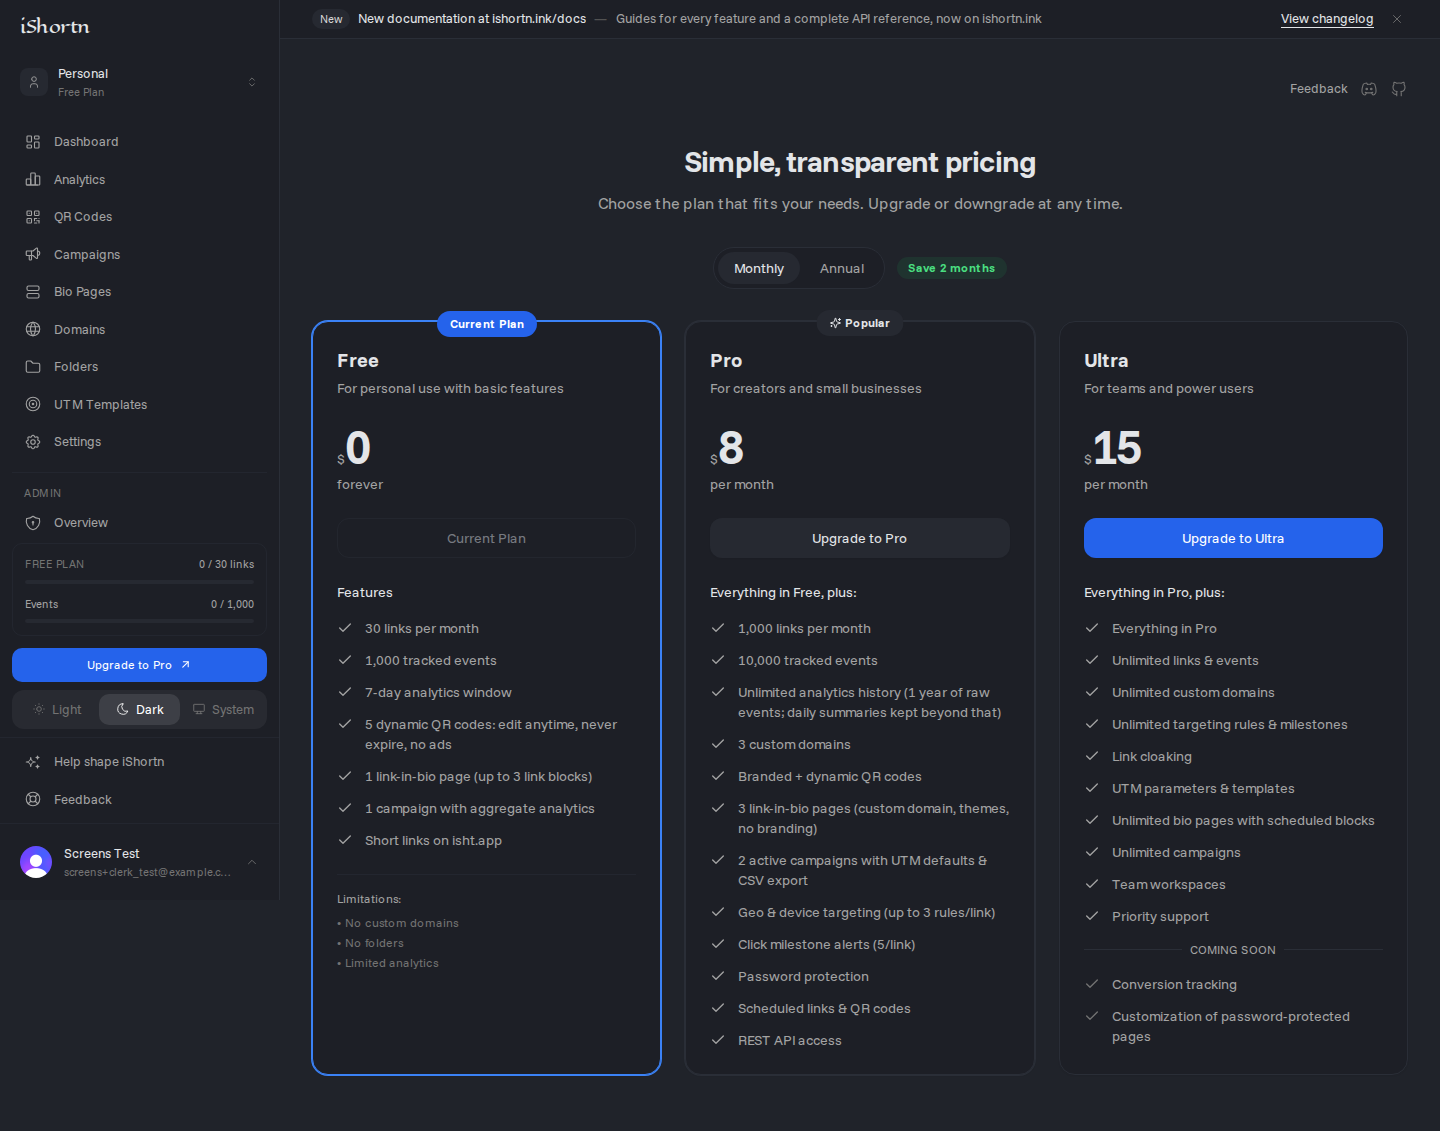 iShortn
Personal
Free Plan
Dashboard
Analytics
QR Codes
Campaigns
Bio Pages
Domains
Folders
UTM Templates
Settings
ADMIN
Overview
FREE PLAN 0 / 30 links
Events 0 / 1,000
Upgrade to Pro
Light Dark System
Help shape iShortn
Feedback
Screens Test
screens+clerk_test@example.c...
New New documentation at ishortn.ink/docs — Guides for every feature and a complete API reference, now on ishortn.ink View changelog
Feedback
Simple, transparent pricing
Choose the plan that fits your needs. Upgrade or downgrade at any time.
Monthly Annual Save 2 months
Current Plan
Free
For personal use with basic features
$0
forever
Current Plan
Features
30 links per month
1,000 tracked events
7-day analytics window
5 dynamic QR codes: edit anytime, never
expire, no ads
1 link-in-bio page (up to 3 link blocks)
1 campaign with aggregate analytics
Short links on isht.app
Limitations:
• No custom domains
• No folders
• Limited analytics
Popular
Pro
For creators and small businesses
$8
per month
Upgrade to Pro
Everything in Free, plus:
1,000 links per month
10,000 tracked events
Unlimited analytics history (1 year of raw
events; daily summaries kept beyond that)
3 custom domains
Branded + dynamic QR codes
3 link-in-bio pages (custom domain, themes,
no branding)
2 active campaigns with UTM defaults &
CSV export
Geo & device targeting (up to 3 rules/link)
Click milestone alerts (5/link)
Password protection
Scheduled links & QR codes
REST API access
Ultra
For teams and power users
$15
per month
Upgrade to Ultra
Everything in Pro, plus:
Everything in Pro
Unlimited links & events
Unlimited custom domains
Unlimited targeting rules & milestones
Link cloaking
UTM parameters & templates
Unlimited bio pages with scheduled blocks
Unlimited campaigns
Team workspaces
Priority support
COMING SOON
Conversion tracking
Customization of password-protected
pages